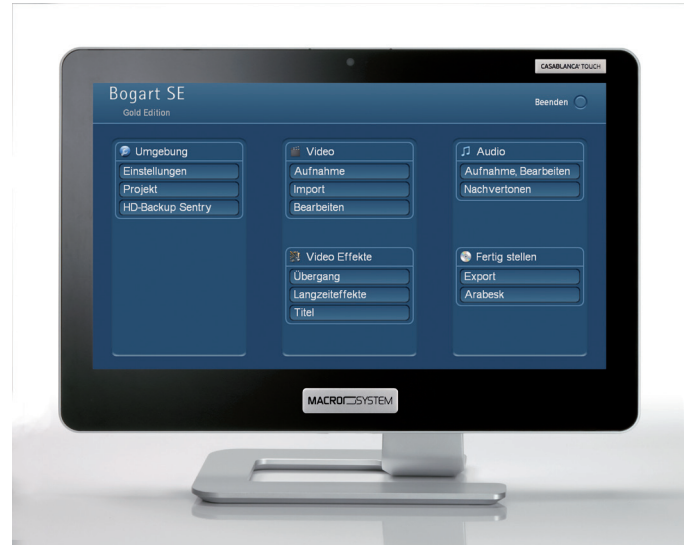 CASABLANCA TOUCH
Bogart SE
Gold Edition
Beenden
Umgebung
Einstellungen
Projekt
HD-Backup Sentry
Video
Aufnahme
Import
Bearbeiten
Audio
Aufnahme, Bearbeiten
Nachvertonen
Video Effekte
Übergang
Langzeiteffekte
Titel
Fertig stellen
Export
Arabesk
MACROSYSTEM